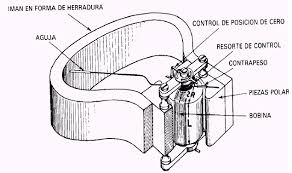 IMAN EN FORMA DE HERRADURA
AGUJA
CONTROL DE POSICION DE CERO
RESORTE DE CONTROL
CONTRAPESO
PIEZAS POLAR
BOBINA